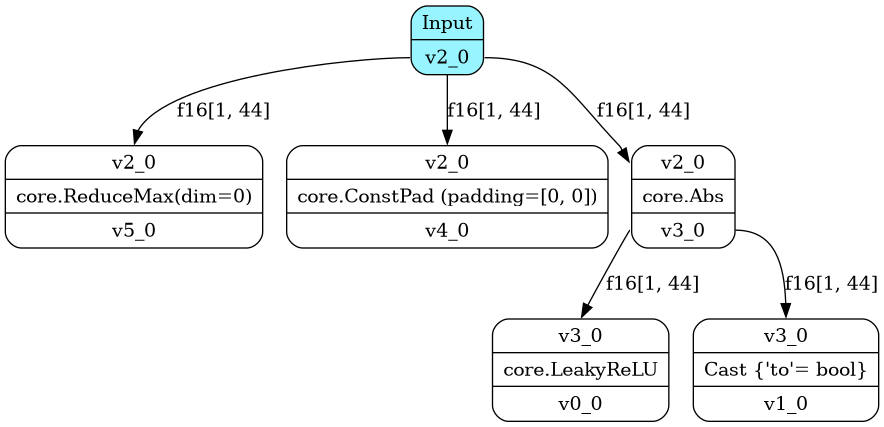 Input
v2_0
f16[1, 44]
f16[1, 44]
f16[1, 44]
v2_0
core.ReduceMax(dim=0)
v5_0
v2_0
core.ConstPad (padding=[0, 0])
v4_0
v2_0
core.Abs
v3_0
f16[1, 44]
f16[1, 44]
v3_0
core.LeakyReLU
v0_0
v3_0
Cast {'to'= bool}
v1_0